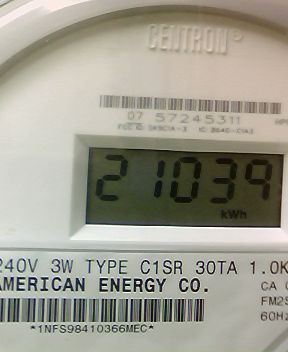 CENTRON®
07 57245311
21039
kWh
240V 3W TYPE C1SR 30TA 1.0K
AMERICAN ENERGY CO.
CA
FM2S
60Hz
*1NFS98410366MEC*